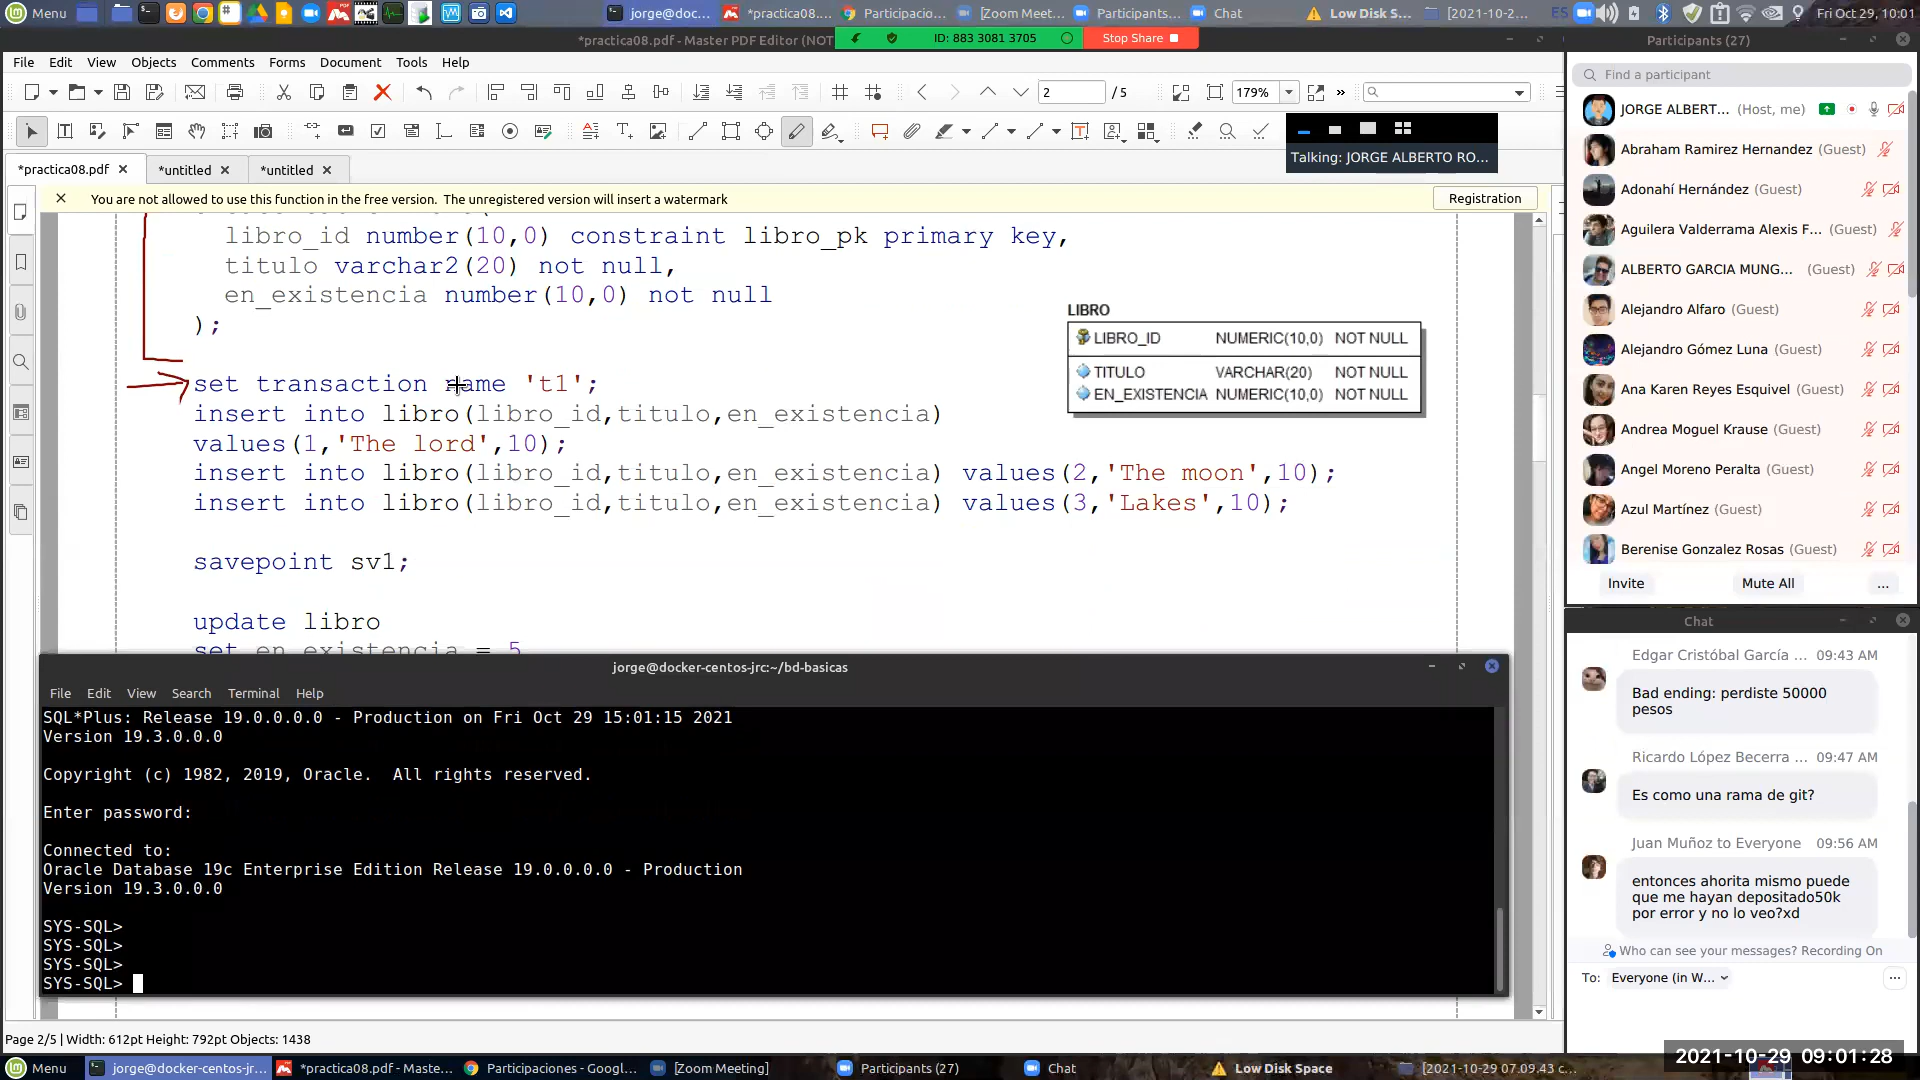 Menu
jorge@doc...
*practica08....
Participacio...
[Zoom Meet...
Participants...
Chat
Low Disk S...
[2021-10-2...
ES
Fri Oct 29, 10:01
*practica08.pdf - Master PDF Editor (NOT
ID: 883 3081 3705
Stop Share
File Edit View Objects Comments Forms Document Tools Help
2 / 5
179%
Talking: JORGE ALBERTO RO...
*practica08.pdf
*untitled
*untitled
You are not allowed to use this function in the free version. The unregistered version will insert a watermark
Registration
libro_id number(10,0) constraint libro_pk primary key,
titulo varchar2(20) not null,
en_existencia number(10,0) not null
);
LIBRO
LIBRO_ID NUMERIC(10,0) NOT NULL
TITULO VARCHAR(20) NOT NULL
EN_EXISTENCIA NUMERIC(10,0) NOT NULL
set transaction name 't1';
insert into libro(libro_id,titulo,en_existencia)
values(1,'The lord',10);
insert into libro(libro_id,titulo,en_existencia) values(2,'The moon',10);
insert into libro(libro_id,titulo,en_existencia) values(3,'Lakes',10);
savepoint sv1;
update libro
set en_existencia = 5
jorge@docker-centos-jrc:~/bd-basicas
File Edit View Search Terminal Help
SQL*Plus: Release 19.0.0.0.0 - Production on Fri Oct 29 15:01:15 2021
Version 19.3.0.0.0
Copyright (c) 1982, 2019, Oracle. All rights reserved.
Enter password:
Connected to:
Oracle Database 19c Enterprise Edition Release 19.0.0.0.0 - Production
Version 19.3.0.0.0
SYS-SQL>
SYS-SQL>
SYS-SQL>
SYS-SQL>
Page 2/5 | Width: 612pt Height: 792pt Objects: 1438
Participants (27)
Find a participant
JORGE ALBERT... (Host, me)
Abraham Ramirez Hernandez (Guest)
Adonahí Hernández (Guest)
Aguilera Valderrama Alexis F... (Guest)
ALBERTO GARCIA MUNG... (Guest)
Alejandro Alfaro (Guest)
Alejandro Gómez Luna (Guest)
Ana Karen Reyes Esquivel (Guest)
Andrea Moguel Krause (Guest)
Angel Moreno Peralta (Guest)
Azul Martínez (Guest)
Berenise Gonzalez Rosas (Guest)
Invite
Mute All
...
Chat
Edgar Cristóbal García ... 09:43 AM
Bad ending: perdiste 50000
pesos
Ricardo López Becerra ... 09:47 AM
Es como una rama de git?
Juan Muñoz to Everyone 09:56 AM
entonces ahorita mismo puede
que me hayan depositado50k
por error y no lo veo?xd
Who can see your messages? Recording On
To: Everyone (in W...
Menu
jorge@docker-centos-jr...
*practica08.pdf - Maste...
Participaciones - Googl...
[Zoom Meeting]
Participants (27)
Chat
Low Disk Space
[2021-10-29 07.09.43 c...
2021-10-29 09:01:28